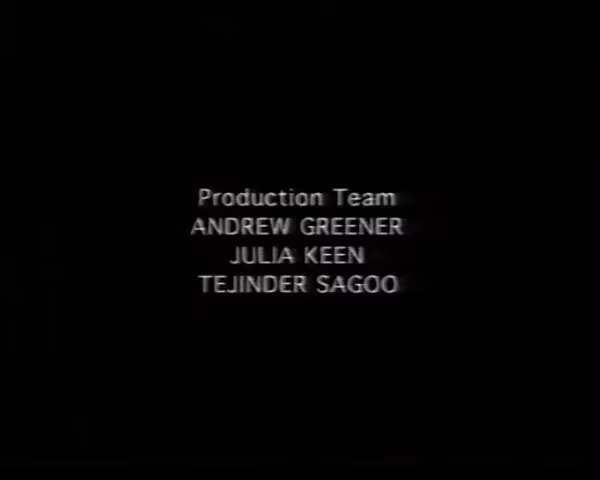 Production Team
ANDREW GREENER
JULIA KEEN
TEJINDER SAGOO